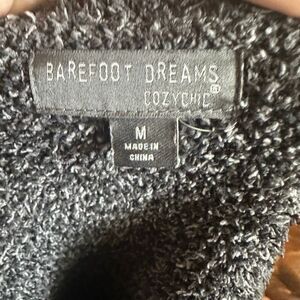 BAREFOOT DREAMS
COZYCHIC®
M
MADE IN
CHINA